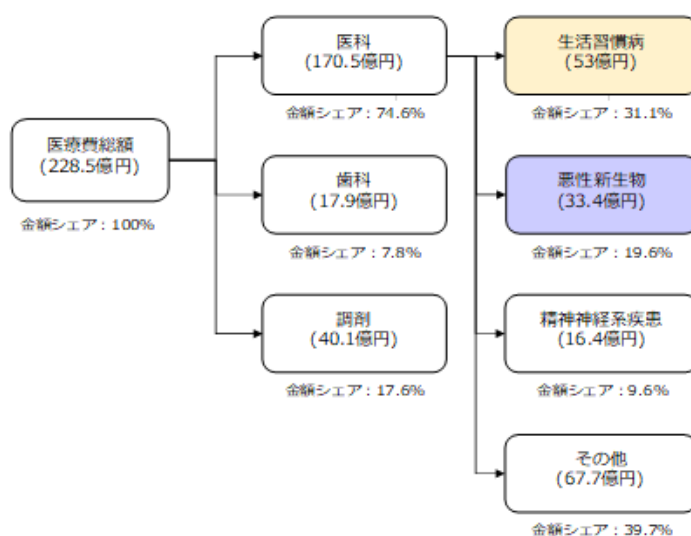 医療費総額
(228.5億円)
金額シェア：100%
医科
(170.5億円)
金額シェア：74.6%
歯科
(17.9億円)
金額シェア：7.8%
調剤
(40.1億円)
金額シェア：17.6%
生活習慣病
(53億円)
金額シェア：31.1%
悪性新生物
(33.4億円)
金額シェア：19.6%
精神神経系疾患
(16.4億円)
金額シェア：9.6%
その他
(67.7億円)
金額シェア：39.7%